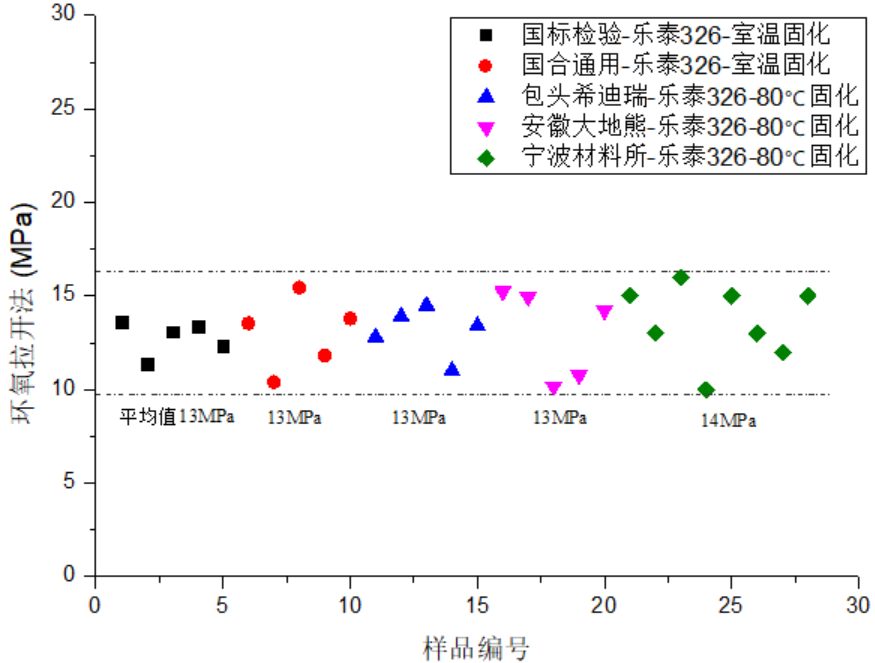 国标检验-乐泰326-室温固化
国合通用-乐泰326-室温固化
包头希迪瑞-乐泰326-80℃固化
安徽大地熊-乐泰326-80℃固化
宁波材料所-乐泰326-80℃固化
环氧拉开法 (MPa)
30
25
20
15
10
5
0
平均值13MPa 13MPa 13MPa 13MPa 14MPa
0 5 10 15 20 25 30
样品编号